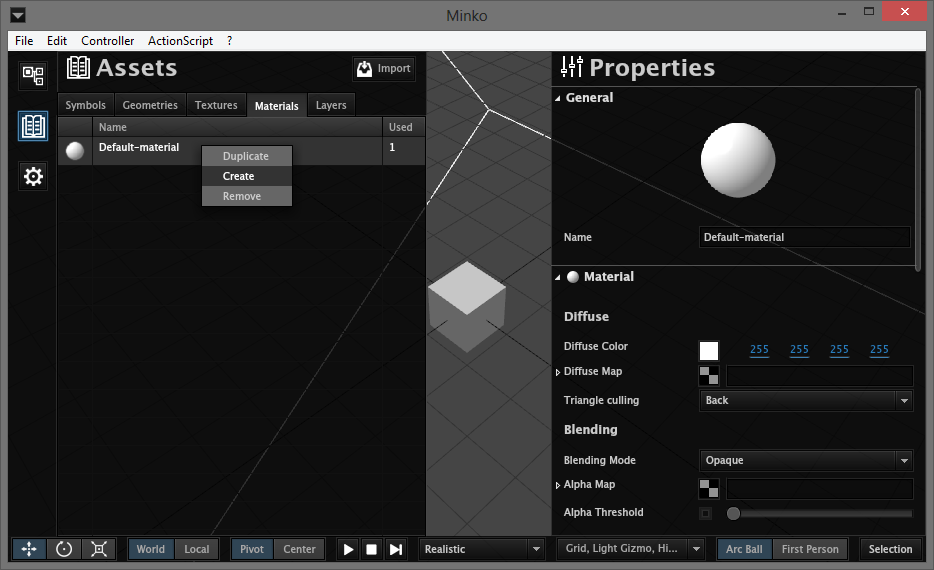 Minko
File Edit Controller ActionScript ?
Assets
Import
Symbols Geometries Textures Materials Layers
Name Used
Default-material 1
Duplicate
Create
Remove
Properties
General
Name Default-material
Material
Diffuse
Diffuse Color 255 255 255 255
Diffuse Map
Triangle culling Back
Blending
Blending Mode Opaque
Alpha Map
Alpha Threshold
World Local Pivot Center Realistic Grid, Light Gizmo, Hi... Arc Ball First Person Selection